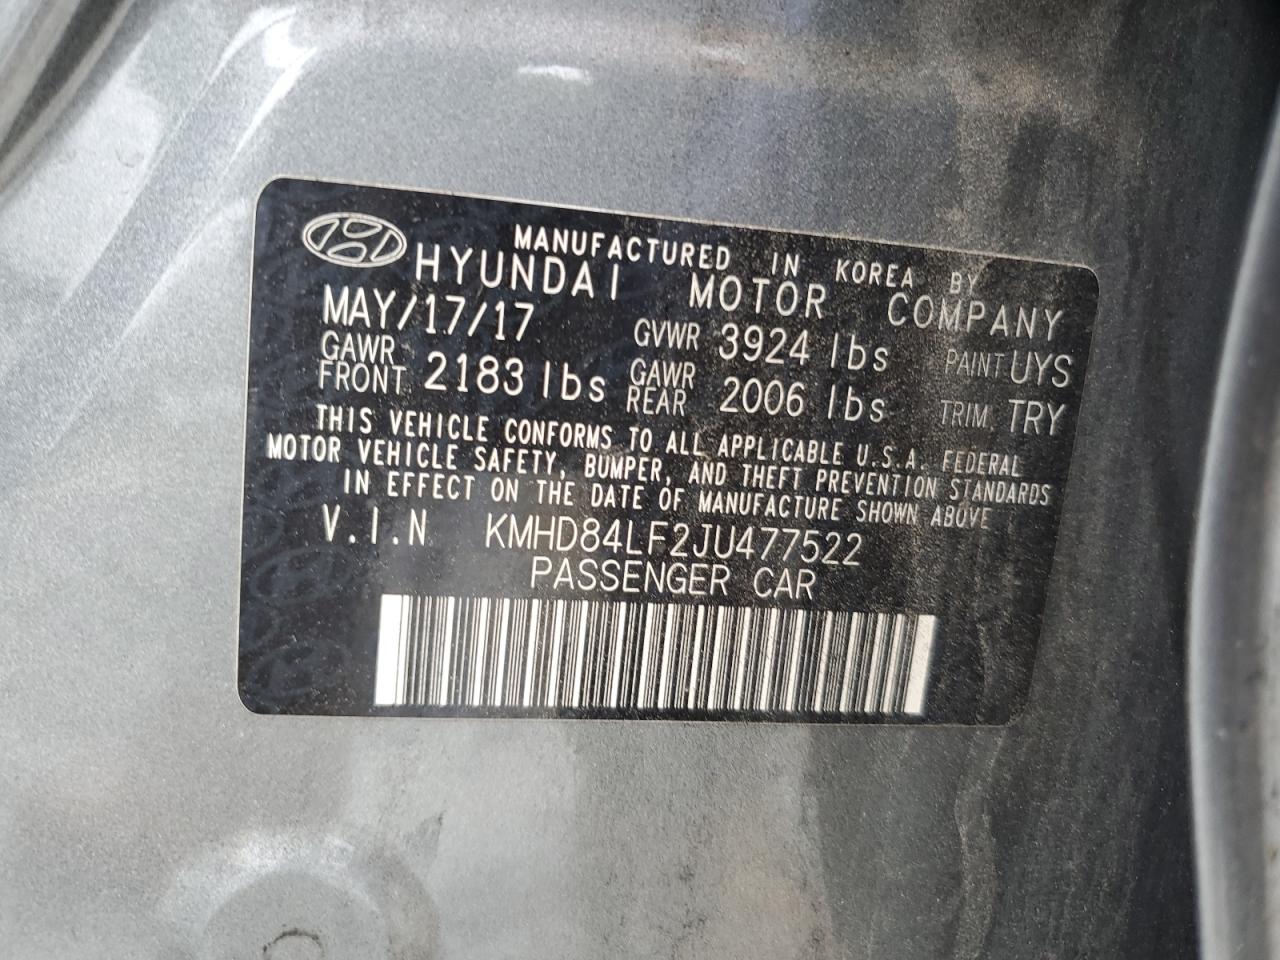 MANUFACTURED IN KOREA BY
HYUNDAI MOTOR COMPANY
MAY/17/17 GVWR 3924 lbs PAINT UYS
GAWR FRONT 2183 lbs GAWR REAR 2006 lbs TRIM TRY
THIS VEHICLE CONFORMS TO ALL APPLICABLE U.S.A. FEDERAL
MOTOR VEHICLE SAFETY, BUMPER, AND THEFT PREVENTION STANDARDS
IN EFFECT ON THE DATE OF MANUFACTURE SHOWN ABOVE
V.I.N KMHD84LF2JU477522
PASSENGER CAR